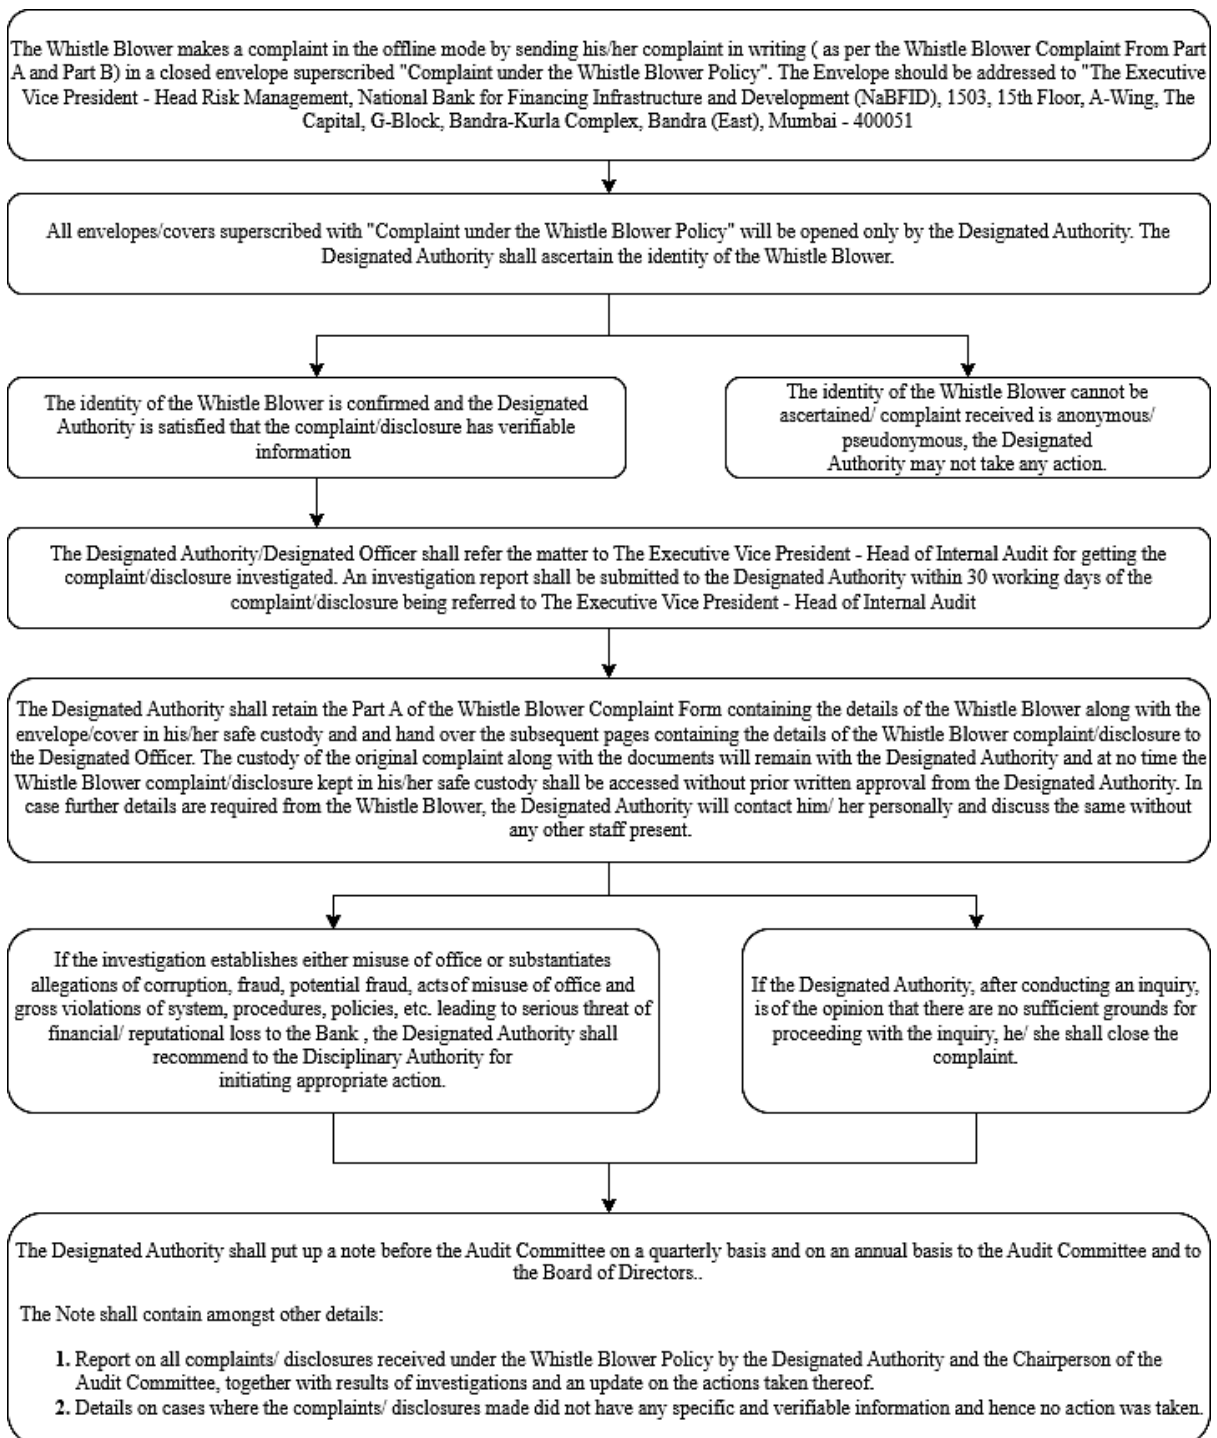 The Whistle Blower makes a complaint in the offline mode by sending his/her complaint in writing ( as per the Whistle Blower Complaint From Part
A and Part B) in a closed envelope superscribed "Complaint under the Whistle Blower Policy". The Envelope should be addressed to "The Executive
Vice President - Head Risk Management, National Bank for Financing Infrastructure and Development (NaBFID), 1503, 15th Floor, A-Wing, The
Capital, G-Block, Bandra-Kurla Complex, Bandra (East), Mumbai - 400051
All envelopes/covers superscribed with "Complaint under the Whistle Blower Policy" will be opened only by the Designated Authority. The
Designated Authority shall ascertain the identity of the Whistle Blower.
The identity of the Whistle Blower is confirmed and the Designated
Authority is satisfied that the complaint/disclosure has verifiable
information
The identity of the Whistle Blower cannot be
ascertained/ complaint received is anonymous/
pseudonymous, the Designated
Authority may not take any action.
The Designated Authority/Designated Officer shall refer the matter to The Executive Vice President - Head of Internal Audit for getting the
complaint/disclosure investigated. An investigation report shall be submitted to the Designated Authority within 30 working days of the
complaint/disclosure being referred to The Executive Vice President - Head of Internal Audit
The Designated Authority shall retain the Part A of the Whistle Blower Complaint Form containing the details of the Whistle Blower along with the
envelope/cover in his/her safe custody and and hand over the subsequent pages containing the details of the Whistle Blower complaint/disclosure to
the Designated Officer. The custody of the original complaint along with the documents will remain with the Designated Authority and at no time the
Whistle Blower complaint/disclosure kept in his/her safe custody shall be accessed without prior written approval from the Designated Authority. In
case further details are required from the Whistle Blower, the Designated Authority will contact him/ her personally and discuss the same without
any other staff present.
If the investigation establishes either misuse of office or substantiates
allegations of corruption, fraud, potential fraud, acts of misuse of office and
gross violations of system, procedures, policies, etc. leading to serious threat of
financial/ reputational loss to the Bank , the Designated Authority shall
recommend to the Disciplinary Authority for
initiating appropriate action.
If the Designated Authority, after conducting an inquiry,
is of the opinion that there are no sufficient grounds for
proceeding with the inquiry, he/ she shall close the
complaint.
The Designated Authority shall put up a note before the Audit Committee on a quarterly basis and on an annual basis to the Audit Committee and to
the Board of Directors..
The Note shall contain amongst other details:
1. Report on all complaints/ disclosures received under the Whistle Blower Policy by the Designated Authority and the Chairperson of the
Audit Committee, together with results of investigations and an update on the actions taken thereof.
2. Details on cases where the complaints/ disclosures made did not have any specific and verifiable information and hence no action was taken.